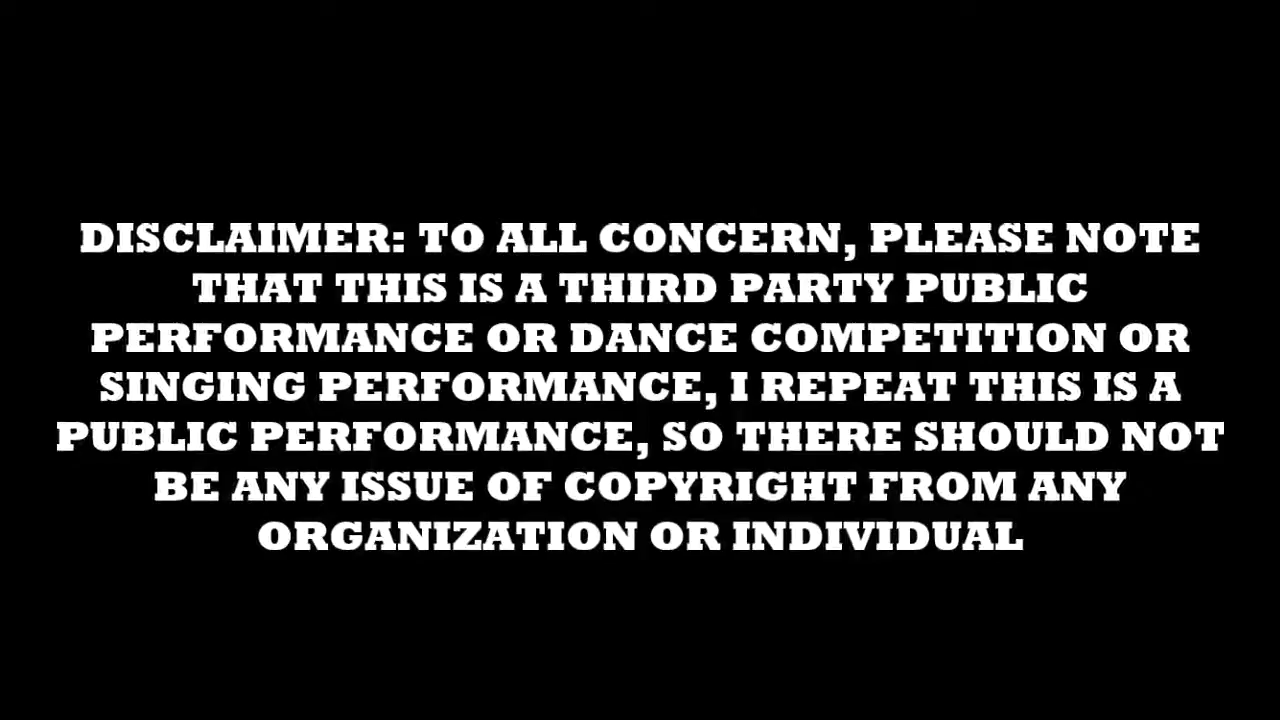 DISCLAIMER: TO ALL CONCERN, PLEASE NOTE
THAT THIS IS A THIRD PARTY PUBLIC
PERFORMANCE OR DANCE COMPETITION OR
SINGING PERFORMANCE, I REPEAT THIS IS A
PUBLIC PERFORMANCE, SO THERE SHOULD NOT
BE ANY ISSUE OF COPYRIGHT FROM ANY
ORGANIZATION OR INDIVIDUAL